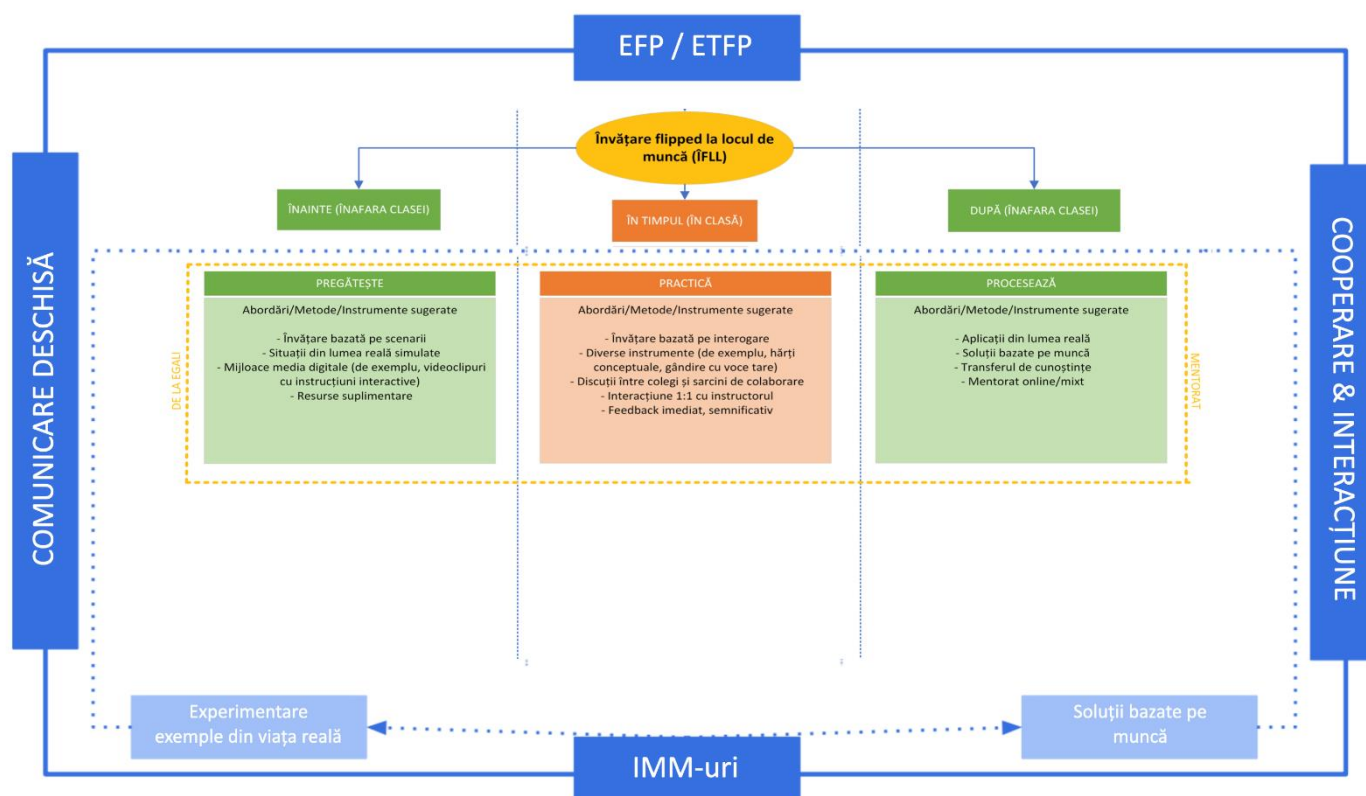 EFP / ETFP
Învățare flipped la locul de
muncă (ÎFLL)
ÎNAINTE (ÎNAFARA CLASEI)
ÎN TIMPUL (ÎN CLASĂ)
DUPĂ (ÎNAFARA CLASEI)
COMUNICARE DESCHISĂ
DE LA EGALI
PREGĂTEȘTE
Abordări/Metode/Instrumente sugerate
- Învățare bazată pe scenarii
- Situații din lumea reală simulate
- Mijloace media digitale (de exemplu, videoclipuri
cu instrucțiuni interactive)
- Resurse suplimentare
PRACTICĂ
Abordări/Metode/Instrumente sugerate
- Învățare bazată pe interogare
- Diverse instrumente (de exemplu, hărți
conceptuale, gândire cu voce tare)
- Discuții între colegi și sarcini de colaborare
- Interacțiune 1:1 cu instructorul
- Feedback imediat, semnificativ
PROCESEAZĂ
Abordări/Metode/Instrumente sugerate
- Aplicații din lumea reală
- Soluții bazate pe muncă
- Transferul de cunoștințe
- Mentorat online/mixt
MENTORAT
COOPERARE & INTERACȚIUNE
Experimentare
exemple din viața reală
Soluții bazate pe
muncă
IMM-uri